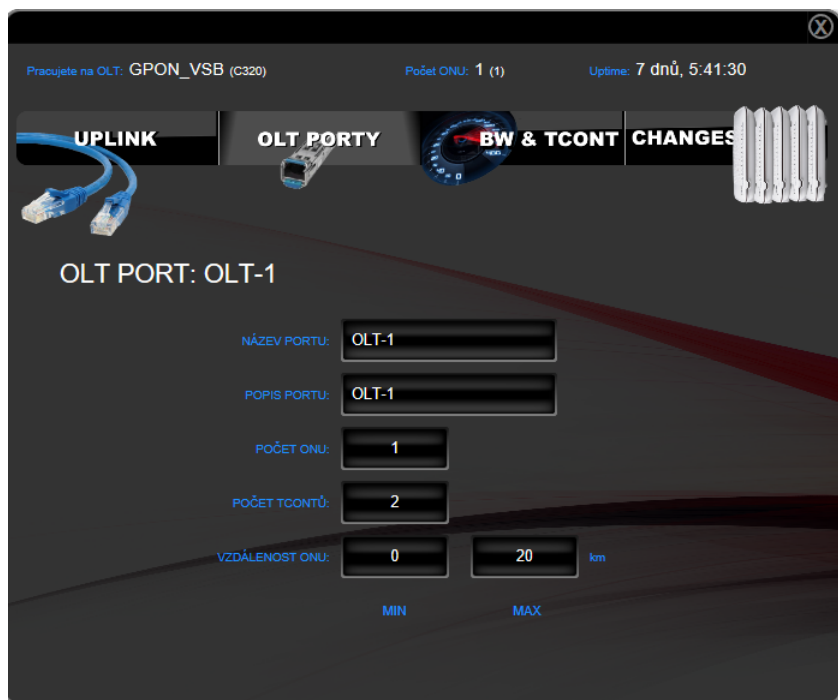 Pracujete na OLT: GPON_VSB (C320) Počet ONU: 1 (1) Uptime: 7 dnů, 5:41:30
UPLINK OLT PORTY BW & TCONT CHANGES
OLT PORT: OLT-1
NÁZEV PORTU: OLT-1
POPIS PORTU: OLT-1
POČET ONU: 1
POČET TCONTŮ: 2
VZDÁLENOST ONU: 0 20 km
MIN MAX